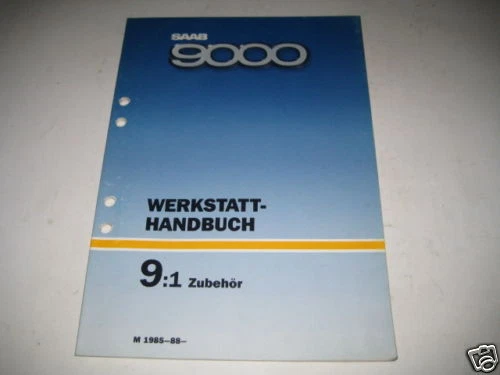 SAAB
9000
WERKSTATT-
HANDBUCH
9:1 Zubehör
M 1985–88–